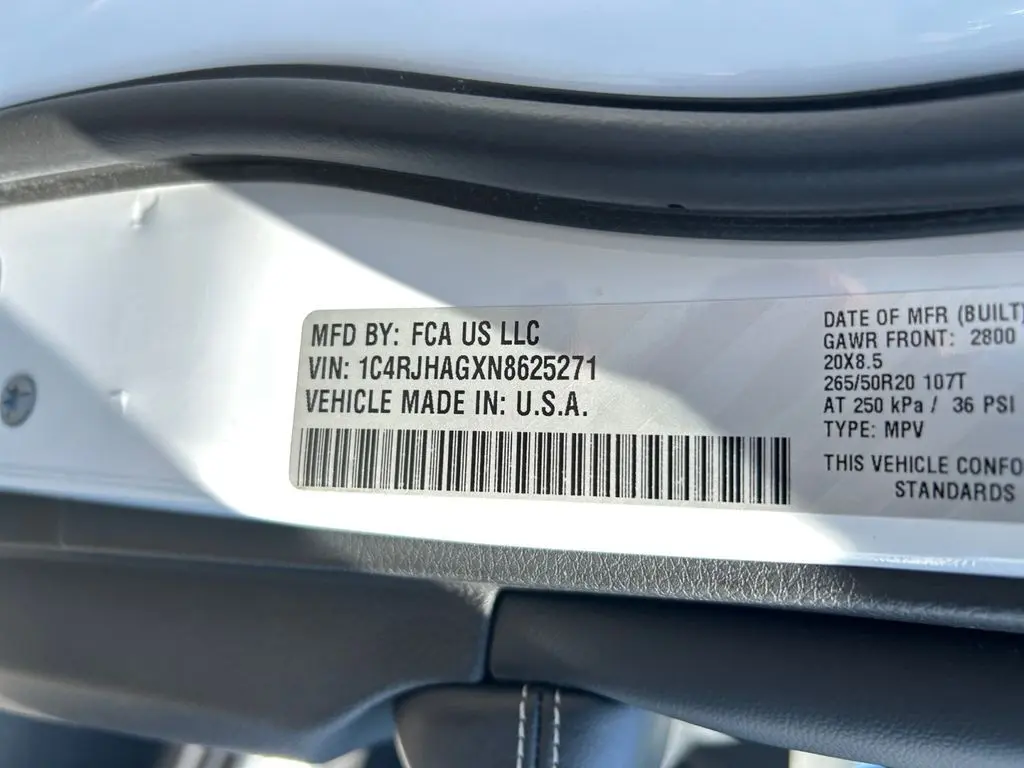 MFD BY: FCA US LLC
VIN: 1C4RJHAGXN8625271
VEHICLE MADE IN: U.S.A.
DATE OF MFR (BUILT)
GAWR FRONT: 2800
20X8.5
265/50R20 107T
AT 250 kPa / 36 PSI
TYPE: MPV
THIS VEHICLE CONFO
STANDARDS